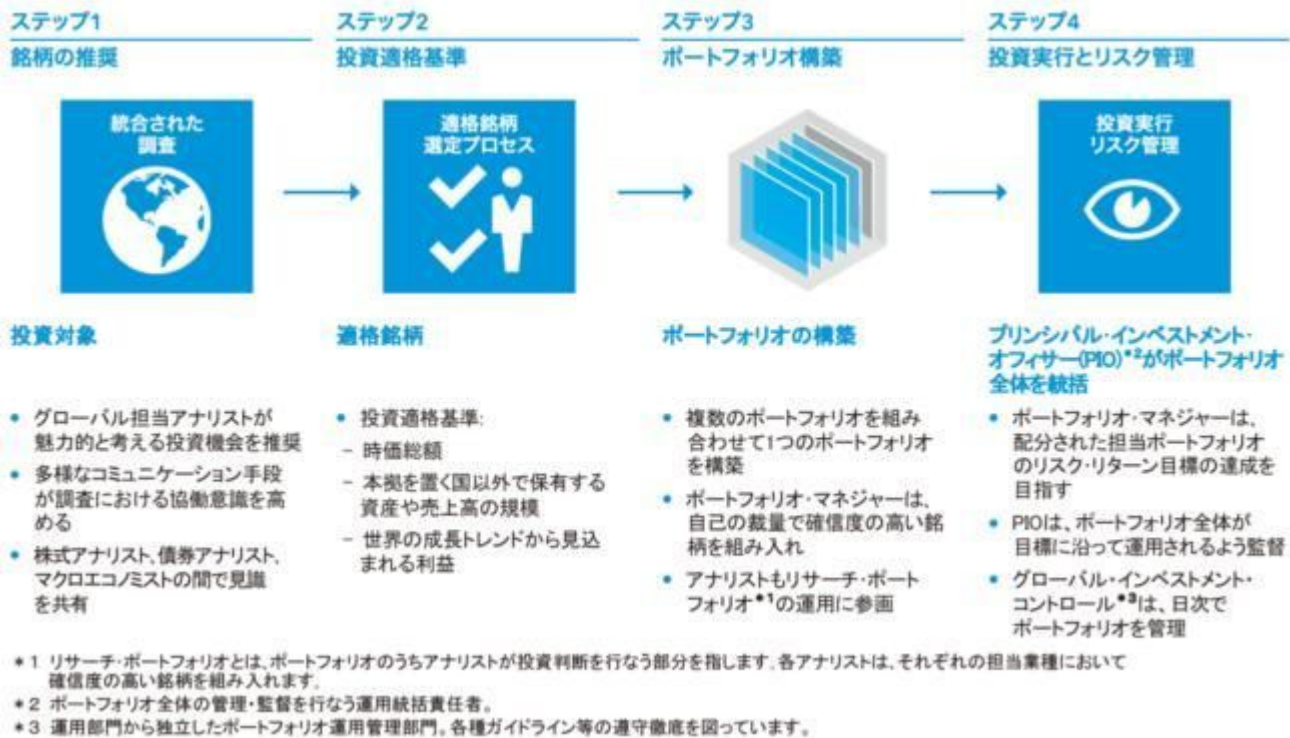 ステップ1
銘柄の推奨
統合された
調査
投資対象
• グローバル担当アナリストが
魅力的と考える投資機会を推奨
• 多様なコミュニケーション手段
が調査における協働意識を高
める
• 株式アナリスト、債券アナリスト、
マクロエコノミストの間で見識
を共有
ステップ2
投資適格基準
適格銘柄
選定プロセス
適格銘柄
• 投資適格基準:
− 時価総額
− 本拠を置く国以外で保有する
資産や売上高の規模
− 世界の成長トレンドから見込
まれる利益
ステップ3
ポートフォリオ構築
ポートフォリオの構築
• 複数のポートフォリオを組み
合わせて1つのポートフォリオ
を構築
• ポートフォリオ・マネジャーは、
自己の裁量で確信度の高い銘
柄を組み入れ
• アナリストもリサーチ・ポート
フォリオ*1の運用に参画
ステップ4
投資実行とリスク管理
投資実行
リスク管理
プリンシパル・インベストメント・
オフィサー(PIO)*2がポートフォリオ
全体を統括
• ポートフォリオ・マネジャーは、
配分された担当ポートフォリオ
のリスク・リターン目標の達成を
目指す
• PIOは、ポートフォリオ全体が
目標に沿って運用されるよう監督
• グローバル・インベストメント・
コントロール*3は、日次で
ポートフォリオを管理
*1 リサーチ・ポートフォリオとは、ポートフォリオのうちアナリストが投資判断を行なう部分を指します。各アナリストは、それぞれの担当業種において
確信度の高い銘柄を組み入れます。
*2 ポートフォリオ全体の管理・監督を行なう運用統括責任者。
*3 運用部門から独立したポートフォリオ運用管理部門。各種ガイドライン等の遵守徹底を図っています。